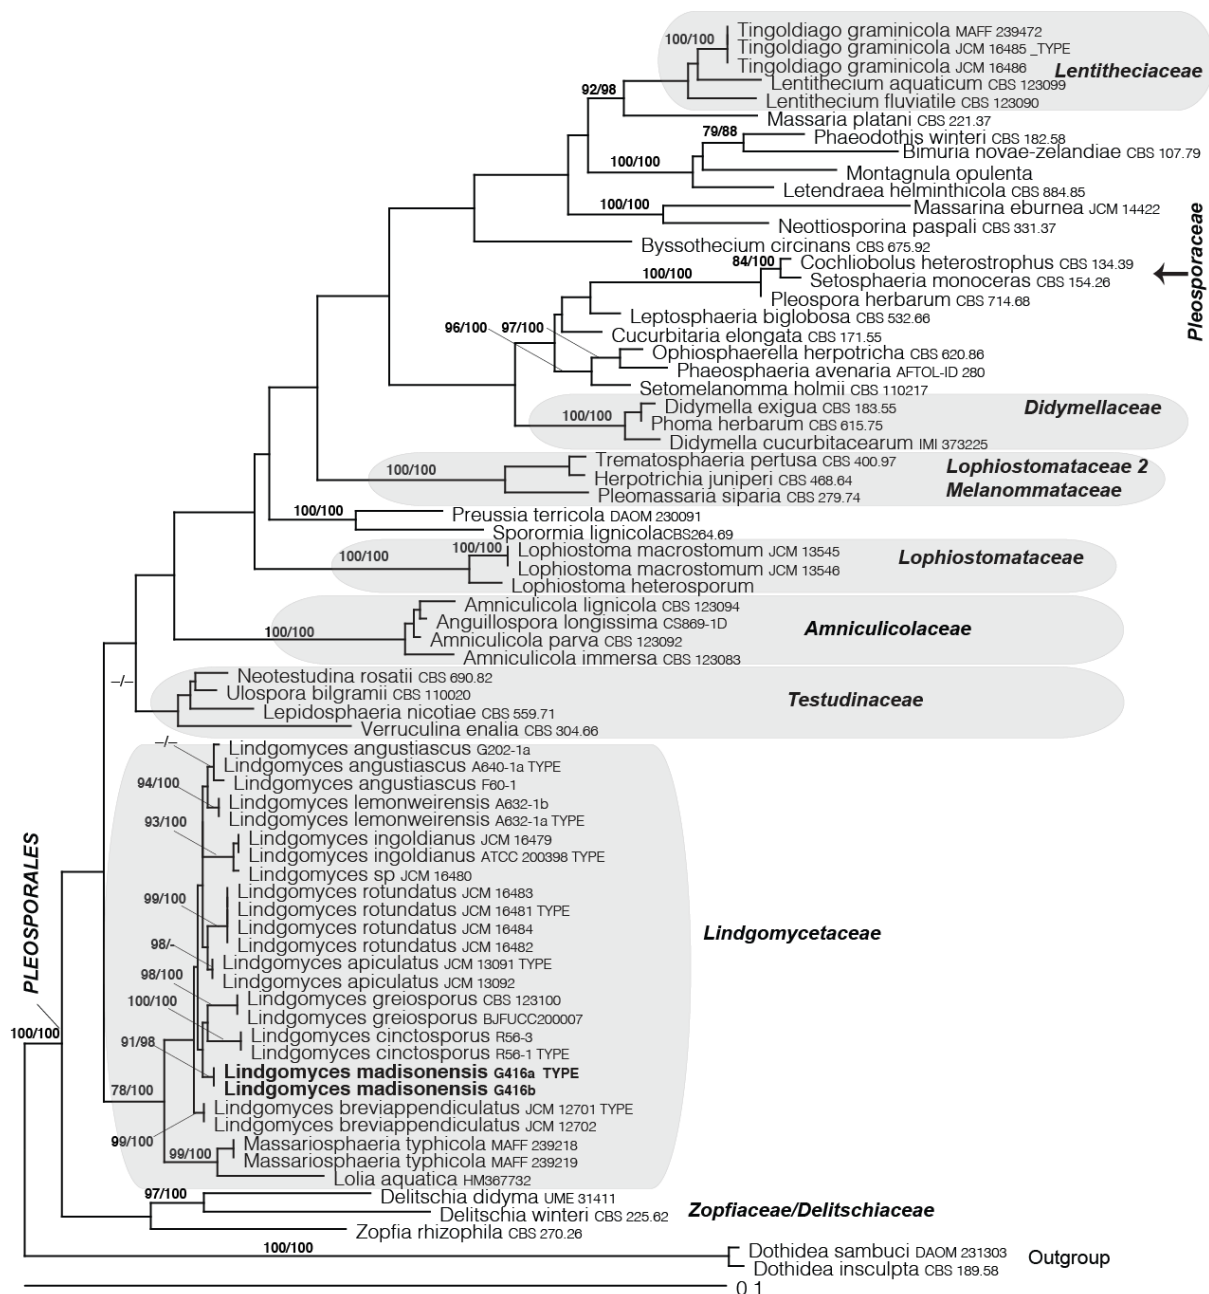 100/100
Tingoldiago graminicola MAFF 239472
Tingoldiago graminicola JCM 16485 _TYPE
Tingoldiago graminicola JCM 16486
Lentitheciaceae
Lentithecium aquaticum CBS 123099
92/98
Lentithecium fluviatile CBS 123090
Massaria platani CBS 221.37
79/88
Phaeodothis winteri CBS 182.58
Bimuria novae-zelandiae CBS 107.79
100/100
Montagnula opulenta
Letendraea helminthicola CBS 884.85
100/100
Massarina eburnea JCM 14422
Neottiosporina paspali CBS 331.37
Byssothecium circinans CBS 675.92
Pleosporaceae
84/100
Cochliobolus heterostrophus CBS 134.39
100/100
Setosphaeria monoceras CBS 154.26
Pleospora herbarum CBS 714.68
Leptosphaeria biglobosa CBS 532.66
96/100
97/100
Cucurbitaria elongata CBS 171.55
Ophiosphaerella herpotricha CBS 620.86
Phaeosphaeria avenaria AFTOL-ID 280
Setomelanomma holmii CBS 110217
Didymella exigua CBS 183.55
Didymellaceae
100/100
Phoma herbarum CBS 615.75
Didymella cucurbitacearum IMI 373225
Trematosphaeria pertusa CBS 400.97
Lophiostomataceae 2
100/100
Herpotrichia juniperi CBS 468.64
Melanommataceae
Pleomassaria siparia CBS 279.74
100/100
Preussia terricola DAOM 230091
Sporormia lignicolaCBS264.69
100/100
100/100
Lophiostoma macrostomum JCM 13545
Lophiostomataceae
Lophiostoma macrostomum JCM 13546
Lophiostoma heterosporum
Amniculicola lignicola CBS 123094
Anguillospora longissima CS869-1D
Amniculicolaceae
100/100
Amniculicola parva CBS 123092
Amniculicola immersa CBS 123083
–/–
Neotestudina rosatii CBS 690.82
Ulospora bilgramii CBS 110020
Testudinaceae
Lepidosphaeria nicotiae CBS 559.71
Verruculina enalia CBS 304.66
–/–
Lindgomyces angustiascus G202-1a
Lindgomyces angustiascus A640-1a TYPE
94/100
Lindgomyces angustiascus F60-1
Lindgomyces lemonweirensis A632-1b
Lindgomyces lemonweirensis A632-1a TYPE
93/100
Lindgomyces ingoldianus JCM 16479
Lindgomyces ingoldianus ATCC 200398 TYPE
Lindgomyces sp JCM 16480
99/100
Lindgomyces rotundatus JCM 16483
Lindgomyces rotundatus JCM 16481 TYPE
Lindgomyces rotundatus JCM 16484
Lindgomycetaceae
98/-
Lindgomyces rotundatus JCM 16482
Lindgomyces apiculatus JCM 13091 TYPE
98/100
Lindgomyces apiculatus JCM 13092
100/100
Lindgomyces greiosporus CBS 123100
Lindgomyces greiosporus BJFUCC200007
Lindgomyces cinctosporus R56-3
91/98
Lindgomyces cinctosporus R56-1 TYPE
PLEOSPORALES
100/100
Lindgomyces madisonensis G416a TYPE
78/100
Lindgomyces madisonensis G416b
Lindgomyces breviappendiculatus JCM 12701 TYPE
Lindgomyces breviappendiculatus JCM 12702
99/100
99/100
Massariosphaeria typhicola MAFF 239218
Massariosphaeria typhicola MAFF 239219
Lolia aquatica HM367732
97/100
Delitschia didyma UME 31411
Delitschia winteri CBS 225.62
Zopfiaceae/Delitschiaceae
Zopfia rhizophila CBS 270.26
100/100
Dothidea sambuci DAOM 231303
Outgroup
Dothidea insculpta CBS 189.58
0.1